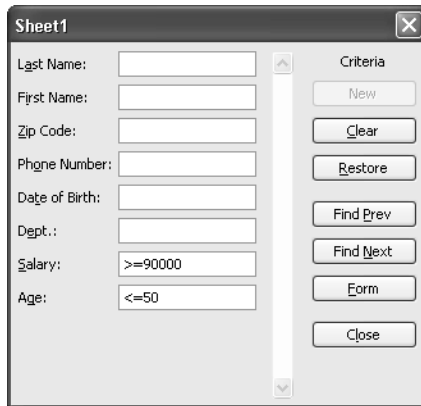 Sheet1
Last Name:
First Name:
Zip Code:
Phone Number:
Date of Birth:
Dept.:
Salary: >=90000
Age: <=50
Criteria
New
Clear
Restore
Find Prev
Find Next
Form
Close